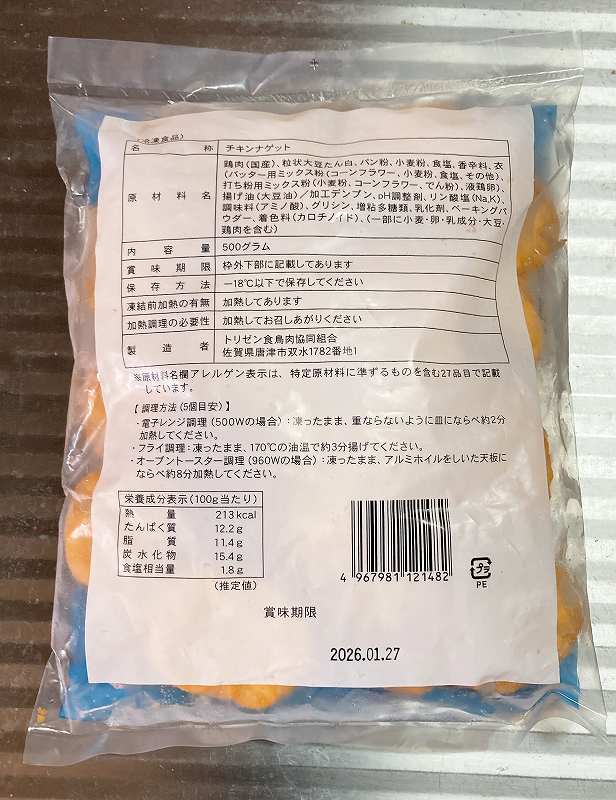 (冷凍食品)
名称 チキンナゲット
原材料名 鶏肉(国産)、粒状大豆たん白、パン粉、小麦粉、食塩、香辛料、衣
(バッター用ミックス粉(コーンフラワー、小麦粉、食塩、その他)、
打ち粉用ミックス粉(小麦粉、コーンフラワー、でん粉)、液鶏卵)、
揚げ油(大豆油)/加工デンプン、pH調整剤、リン酸塩(Na,K)、
調味料(アミノ酸)、グリシン、増粘多糖類、乳化剤、ベーキングパ
ウダー、着色料(カロチノイド)、(一部に小麦・卵・乳成分・大豆・
鶏肉を含む)
内容量 500グラム
賞味期限 枠外下部に記載してあります
保存方法 -18℃以下で保存してください
凍結前加熱の有無 加熱してあります
加熱調理の必要性 加熱してお召しあがりください
製造者 トリゼン食鳥肉協同組合
佐賀県唐津市双水1782番地1
※原材料名欄アレルゲン表示は、特定原材料に準ずるものを含む27品目で記載
しています。
【調理方法(5個目安)】
・電子レンジ調理(500Wの場合):凍ったまま、重ならないように皿にならべ約2分
加熱してください。
・フライ調理:凍ったまま、170℃の油温で約3分揚げてください。
・オーブントースター調理(960Wの場合):凍ったまま、アルミホイルをしいた天板に
ならべ約8分加熱してください。
栄養成分表示(100g当たり)
熱量 213kcal
たんぱく質 12.2g
脂質 11.4g
炭水化物 15.4g
食塩相当量 1.8g
(推定値)
4 967981 121482
プラ
PE
賞味期限
2026.01.27